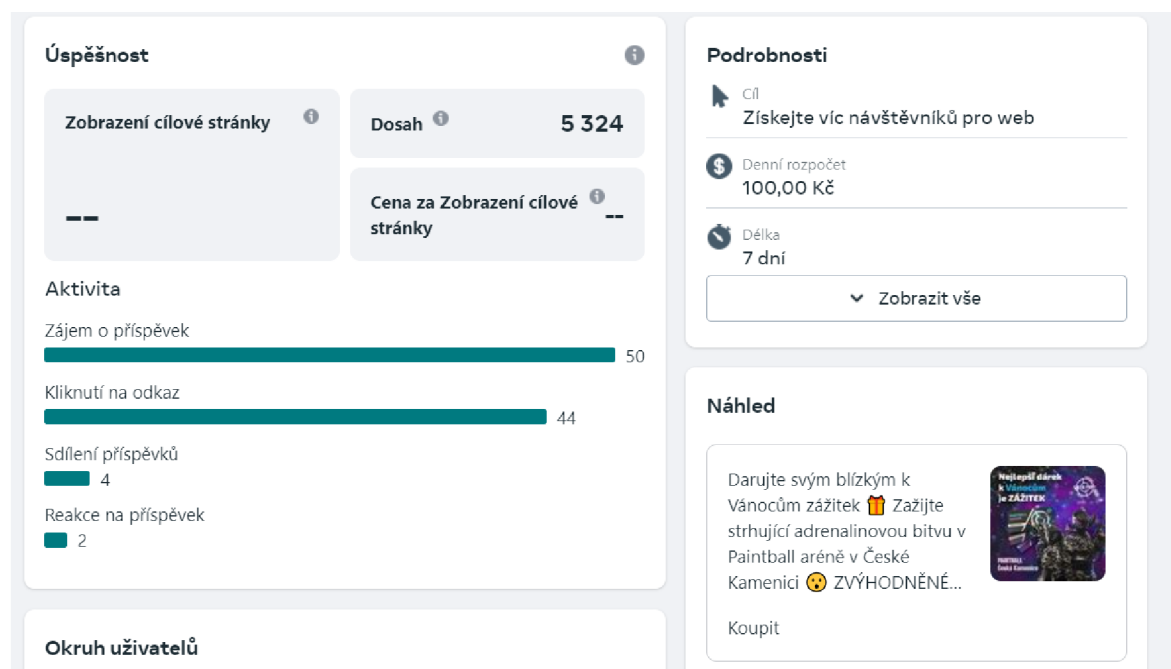 Úspěšnost
Zobrazení cílové stránky
--
Dosah
5 324
Cena za Zobrazení cílové
stránky
--
Aktivita
Zájem o příspěvek
50
Kliknutí na odkaz
44
Sdílení příspěvků
4
Reakce na příspěvek
2
Okruh uživatelů
Podrobnosti
Cíl
Získejte víc návštěvníků pro web
Denní rozpočet
100,00 Kč
Délka
7 dní
Zobrazit vše
Náhled
Darujte svým blízkým k
Vánocům zážitek 🎁 Zažijte
strhující adrenalinovou bitvu v
Paintball aréně v České
Kamenici 😮 ZVÝHODNĚNÉ...
Koupit
Nejlepší dárek
k Vánocům
je ZÁŽITEK
PAINTBALL
Česká Kamenice